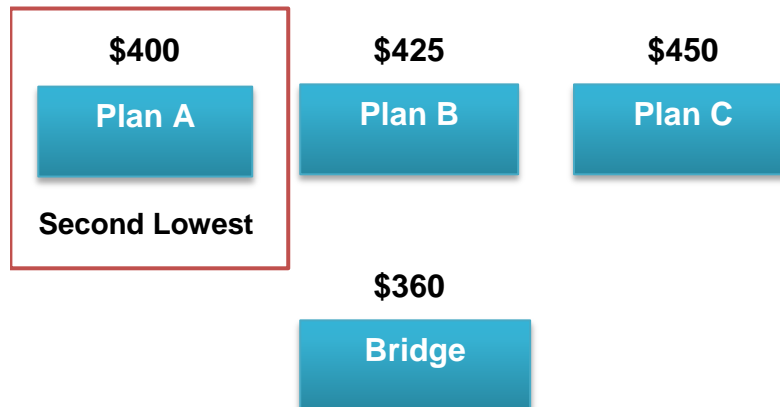 $400
$425
$450
Plan A
Plan B
Plan C
Second Lowest
$360
Bridge